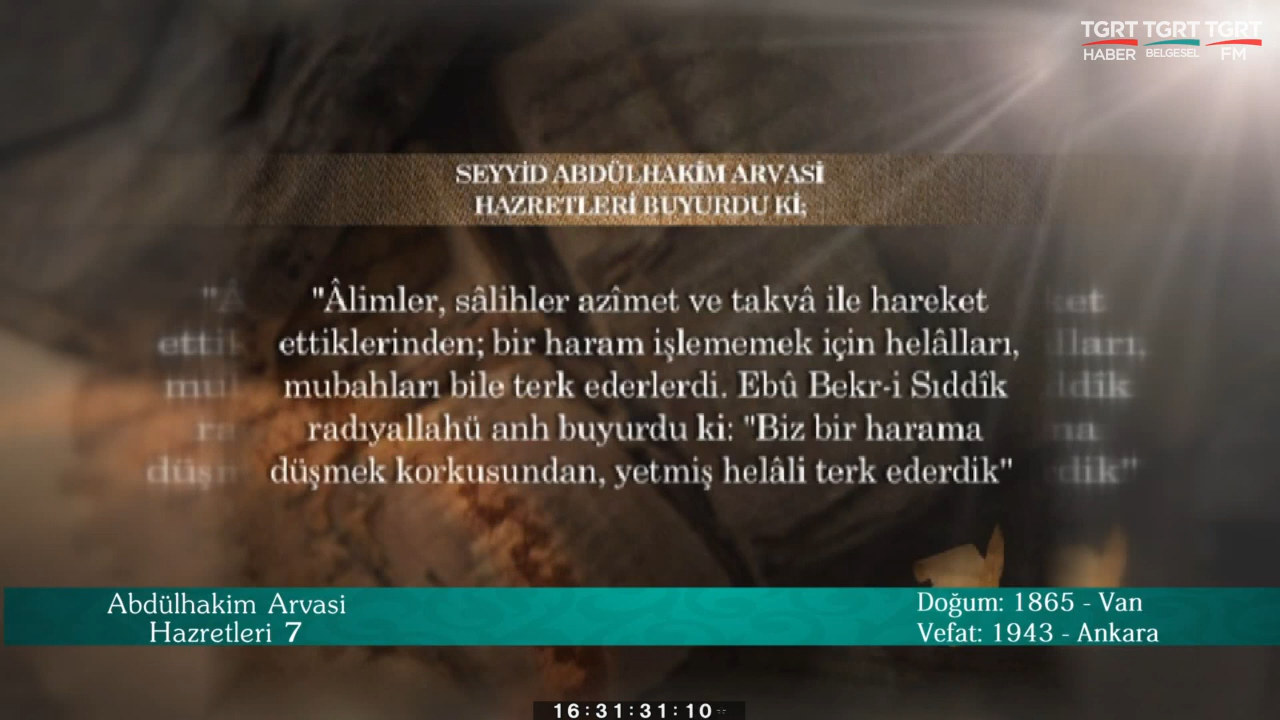 TGRT TGRT TGRT
HABER BELGESEL FM
SEYYİD ABDÜLHAKİM ARVASİ
HAZRETLERİ BUYURDU Kİ;
"Âlimler, sâlihler azîmet ve takvâ ile hareket
ettiklerinden; bir haram işlememek için helâlları,
mubahları bile terk ederlerdi. Ebû Bekr-i Sıddîk
radıyallahü anh buyurdu ki: "Biz bir harama
düşmek korkusundan, yetmiş helâli terk ederdik"
Abdülhakim Arvasi
Hazretleri 7
Doğum: 1865 - Van
Vefat: 1943 - Ankara
16:31:31:10